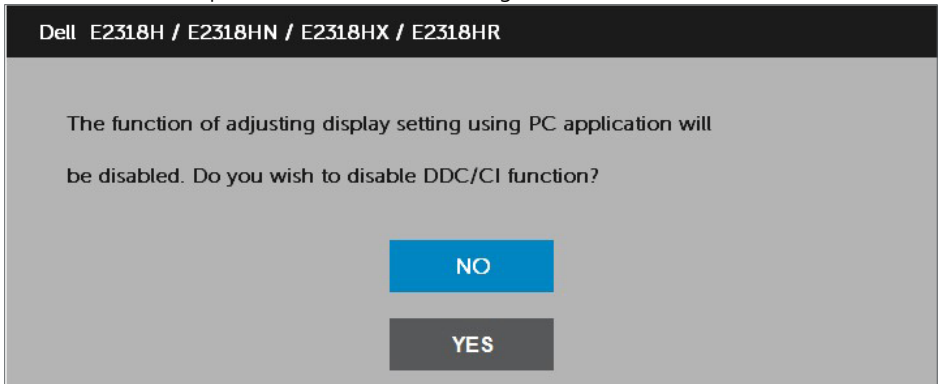 Dell E2318H / E2318HN / E2318HX / E2318HR
The function of adjusting display setting using PC application will
be disabled. Do you wish to disable DDC/CI function?
NO
YES